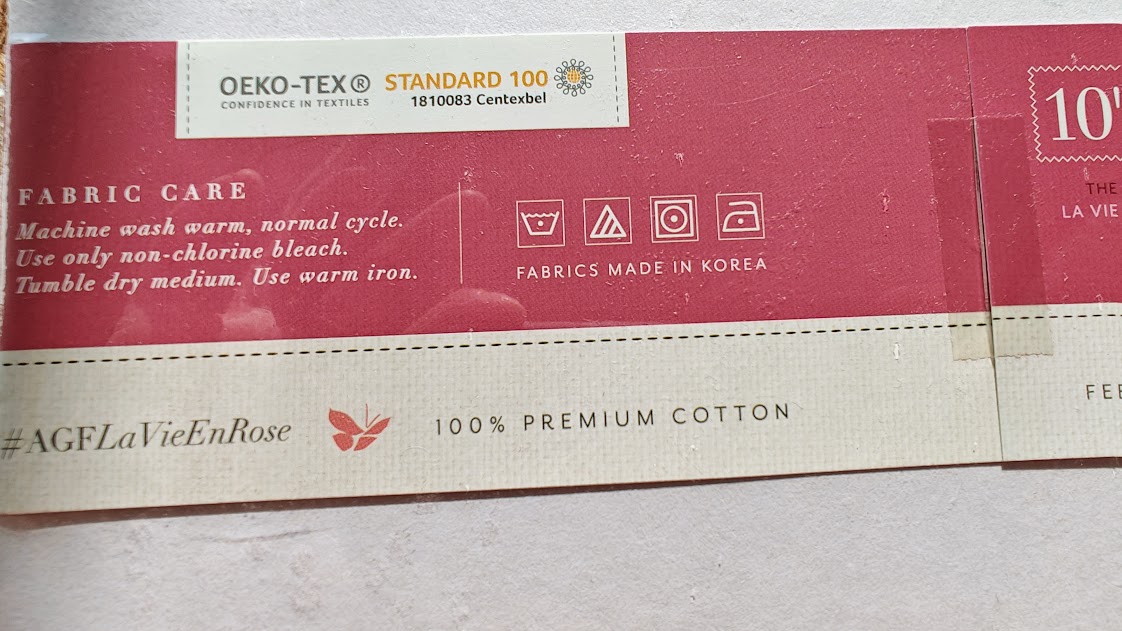 OEKO-TEX® STANDARD 100
CONFIDENCE IN TEXTILES 1810083 Centexbel
FABRIC CARE
Machine wash warm, normal cycle.
Use only non-chlorine bleach.
Tumble dry medium. Use warm iron.
FABRICS MADE IN KOREA
#AGFLaVieEnRose
100% PREMIUM COTTON
10"
THE
LA VIE
FEE